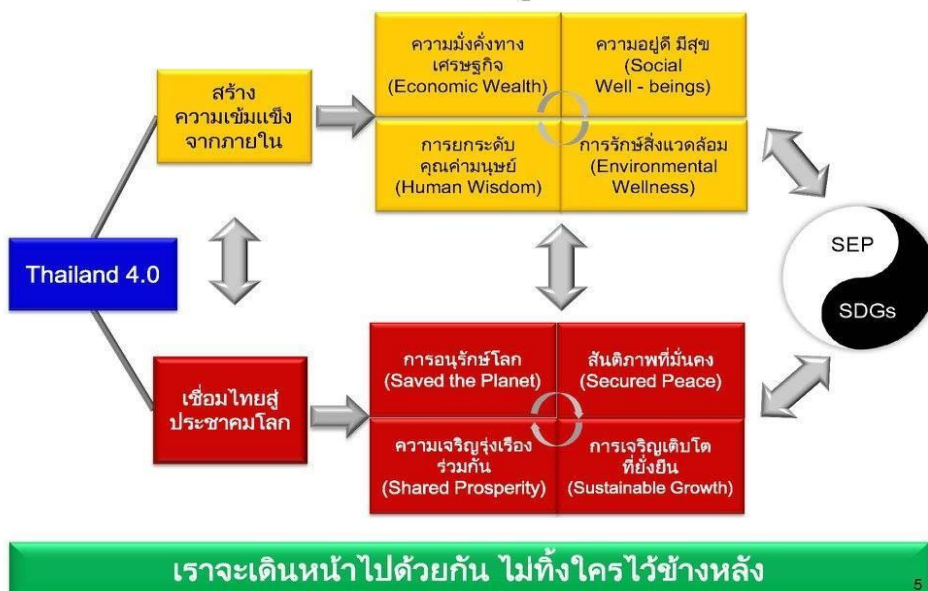 ความมั่งคั่งทาง
เศรษฐกิจ
(Economic Wealth)
ความอยู่ดี มีสุข
(Social
Well - beings)
สร้าง
ความเข้มแข็ง
จากภายใน
การยกระดับ
คุณค่ามนุษย์
(Human Wisdom)
การรักษ์สิ่งแวดล้อม
(Environmental
Wellness)
Thailand 4.0
SEP
SDGs
เชื่อมไทยสู่
ประชาคมโลก
การอนุรักษ์โลก
(Saved the Planet)
สันติภาพที่มั่นคง
(Secured Peace)
ความเจริญรุ่งเรือง
ร่วมกัน
(Shared Prosperity)
การเจริญเติบโต
ที่ยั่งยืน
(Sustainable Growth)
เราจะเดินหน้าไปด้วยกัน ไม่ทิ้งใครไว้ข้างหลัง
5